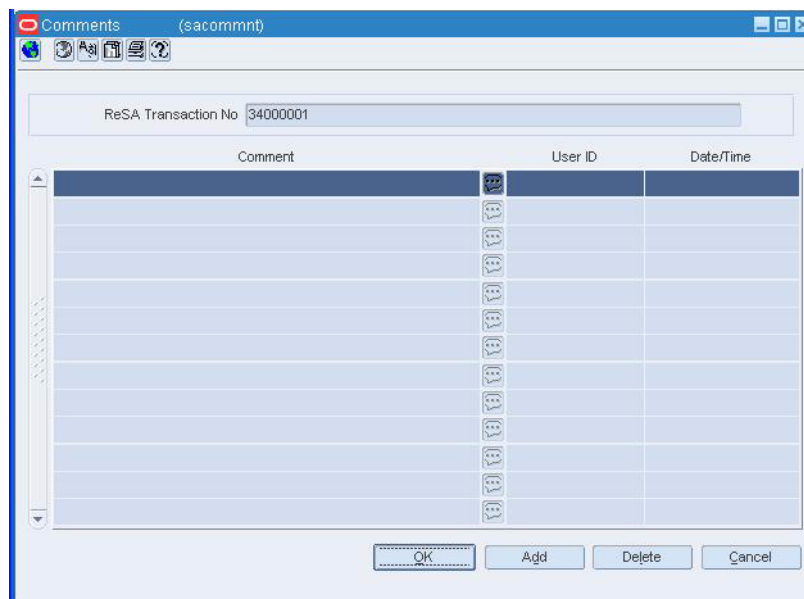 Comments (sacommnt)
ReSA Transaction No 34000001
Comment User ID Date/Time
OK Add Delete Cancel